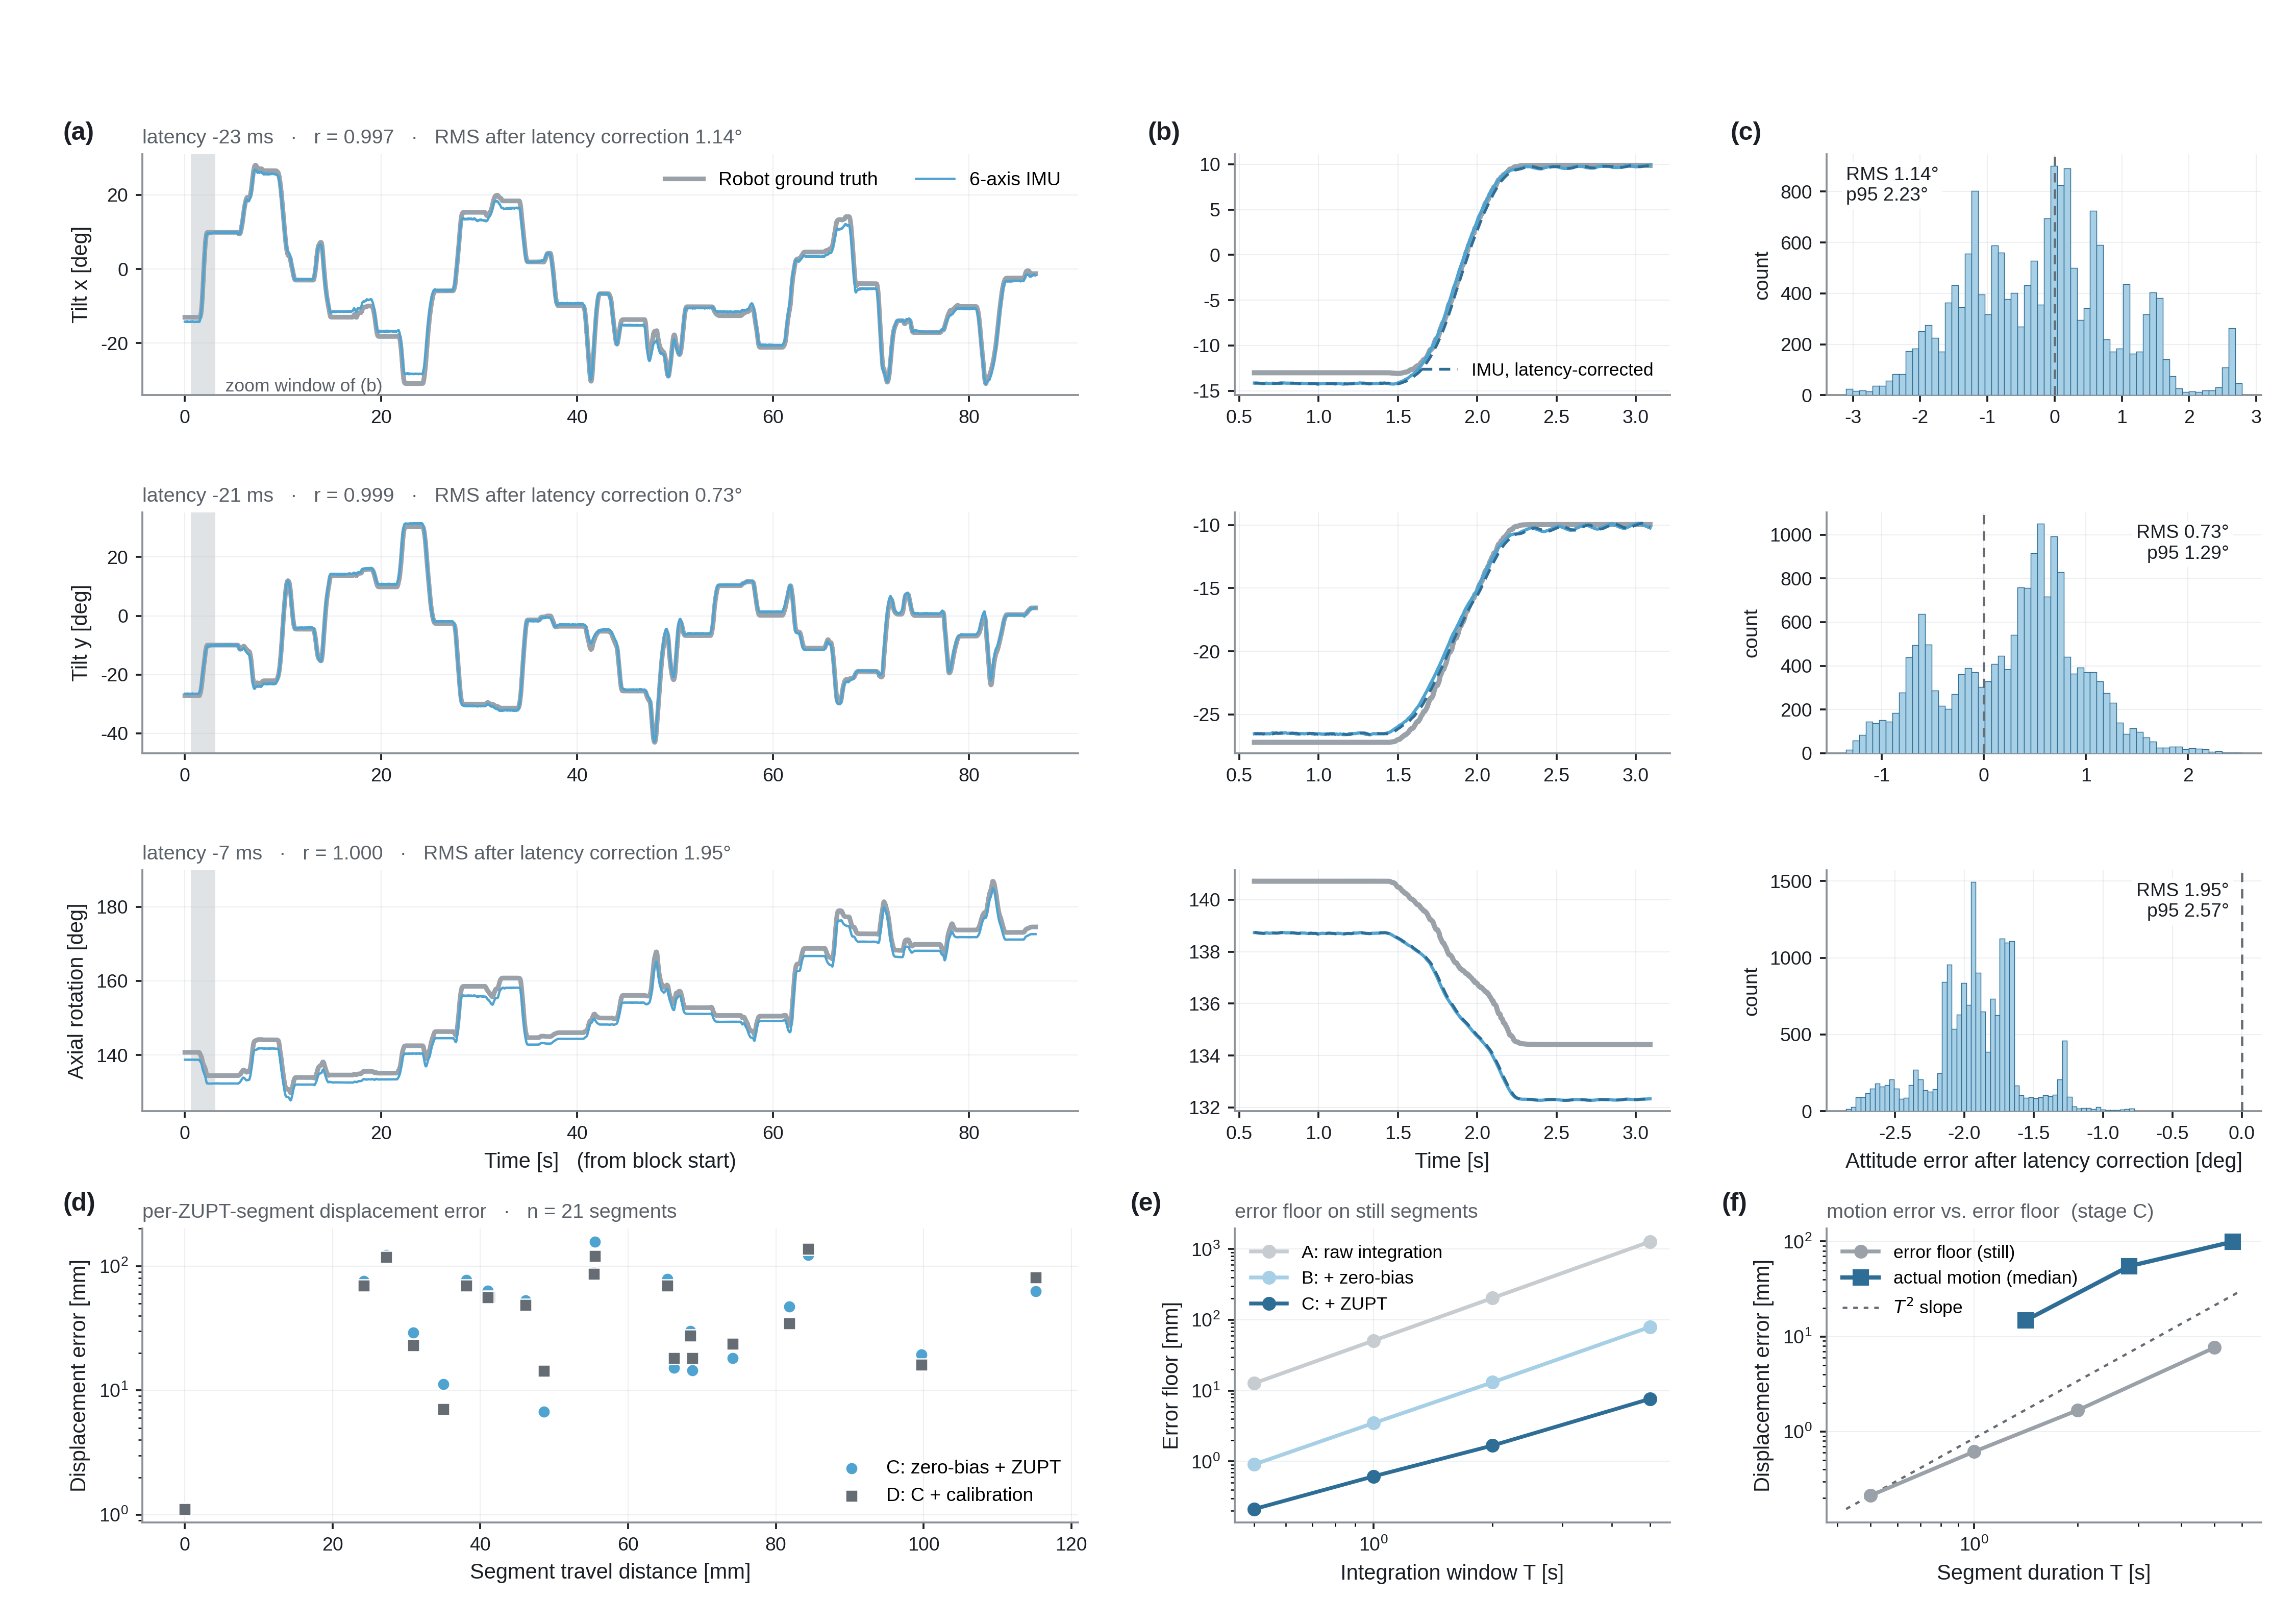 (a)
latency -23 ms · r = 0.997 · RMS after latency correction 1.14°
Robot ground truth
6-axis IMU
Tilt x [deg]
20
0
-20
zoom window of (b)
0 20 40 60 80
(b)
10
5
0
-5
-10
-15
IMU, latency-corrected
0.5 1.0 1.5 2.0 2.5 3.0
(c)
RMS 1.14°
p95 2.23°
count
800
600
400
200
0
-3 -2 -1 0 1 2 3
latency -21 ms · r = 0.999 · RMS after latency correction 0.73°
Tilt y [deg]
20
0
-20
-40
0 20 40 60 80
-10
-15
-20
-25
0.5 1.0 1.5 2.0 2.5 3.0
RMS 0.73°
p95 1.29°
count
1000
800
600
400
200
0
-1 0 1 2
latency -7 ms · r = 1.000 · RMS after latency correction 1.95°
Axial rotation [deg]
180
160
140
0 20 40 60 80
Time [s] (from block start)
140
138
136
134
132
0.5 1.0 1.5 2.0 2.5 3.0
Time [s]
RMS 1.95°
p95 2.57°
count
1500
1000
500
0
-2.5 -2.0 -1.5 -1.0 -0.5 0.0
Attitude error after latency correction [deg]
(d)
per-ZUPT-segment displacement error · n = 21 segments
Displacement error [mm]
10²
10¹
10⁰
C: zero-bias + ZUPT
D: C + calibration
0 20 40 60 80 100 120
Segment travel distance [mm]
(e)
error floor on still segments
A: raw integration
B: + zero-bias
C: + ZUPT
Error floor [mm]
10³
10²
10¹
10⁰
10⁰
Integration window T [s]
(f)
motion error vs. error floor (stage C)
error floor (still)
actual motion (median)
T² slope
Displacement error [mm]
10²
10¹
10⁰
10⁰
Segment duration T [s]